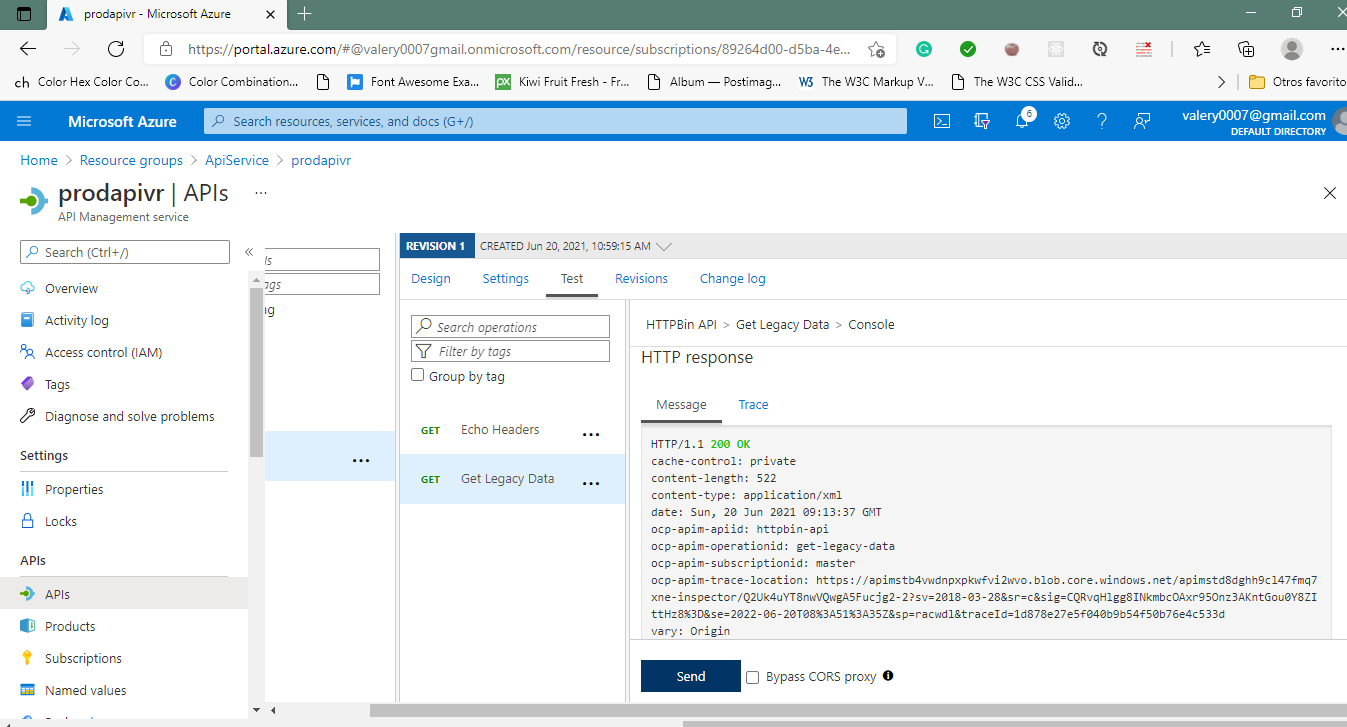 prodapivr - Microsoft Azure
https://portal.azure.com/#@valery0007gmail.onmicrosoft.com/resource/subscriptions/89264d00-d5ba-4e...
ch Color Hex Color Co... Color Combination... Font Awesome Exa... Kiwi Fruit Fresh - Fr... Album — Postimag... The W3C Markup V... The W3C CSS Valid... Otros favorito
Microsoft Azure
Search resources, services, and docs (G+/)
6
valery0007@gmail.com
DEFAULT DIRECTORY
Home > Resource groups > ApiService > prodapivr
prodapivr | APIs ...
API Management service
Search (Ctrl+/)
Overview
Activity log
Access control (IAM)
Tags
Diagnose and solve problems
Settings
Properties
Locks
APIs
APIs
Products
Subscriptions
Named values
REVISION 1 CREATED Jun 20, 2021, 10:59:15 AM
Design Settings Test Revisions Change log
Search operations
Filter by tags
Group by tag
GET Echo Headers ...
GET Get Legacy Data ...
HTTPBin API > Get Legacy Data > Console
HTTP response
Message Trace
HTTP/1.1 200 OK
cache-control: private
content-length: 522
content-type: application/xml
date: Sun, 20 Jun 2021 09:13:37 GMT
ocp-apim-apiid: httpbin-api
ocp-apim-operationid: get-legacy-data
ocp-apim-subscriptionid: master
ocp-apim-trace-location: https://apimstb4vwdnpxpkwfvi2wvo.blob.core.windows.net/apimstd8dghh9cl47fmq7
xne-inspector/Q2Uk4uYT8nwVQwgA5Fucjg2-2?sv=2018-03-28&sr=c&sig=CQRvqHlgg8INkmbcOAxr95Onz3AKntGou0Y8ZI
ttHz8%3D&se=2022-06-20T08%3A51%3A35Z&sp=racwdl&traceId=1d878e27e5f040b9b54f50b76e4c533d
vary: Origin
Send
Bypass CORS proxy